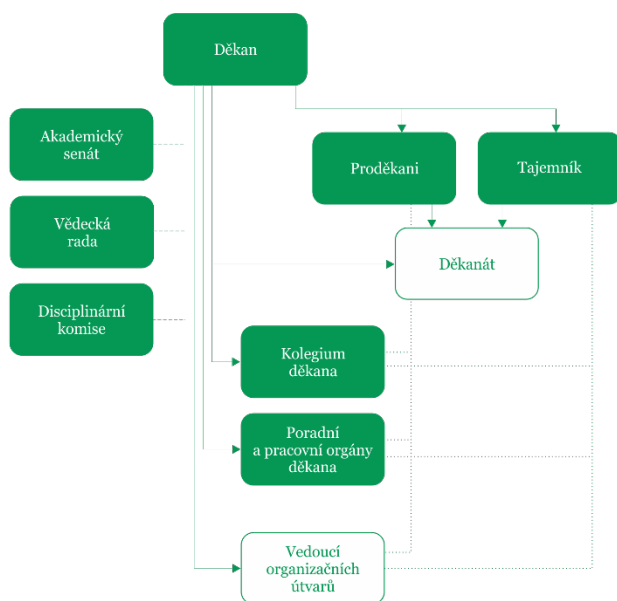 Děkan
Akademický
senát
Proděkani
Tajemník
Vědecká
rada
Děkanát
Disciplinární
komise
Kolegium
děkana
Poradní
a pracovní orgány
děkana
Vedoucí
organizačních
útvarů